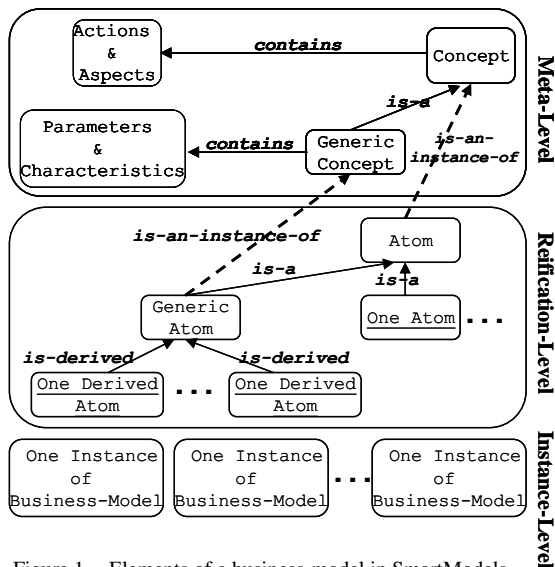 Actions
&
Aspects
contains
Concept
Meta-Level
is-a
Parameters
&
Characteristics
contains
Generic
Concept
is-an-
instance-of
is-an-instance-of
Atom
Reification-Level
is-a
is-a
Generic
Atom
One Atom
...
is-derived
is-derived
One Derived
Atom
...
One Derived
Atom
One Instance
of
Business-Model
One Instance
of
Business-Model
...
One Instance
of
Business-Model
Instance-Level
Figure 1. Elements of a business-model in SmartModels